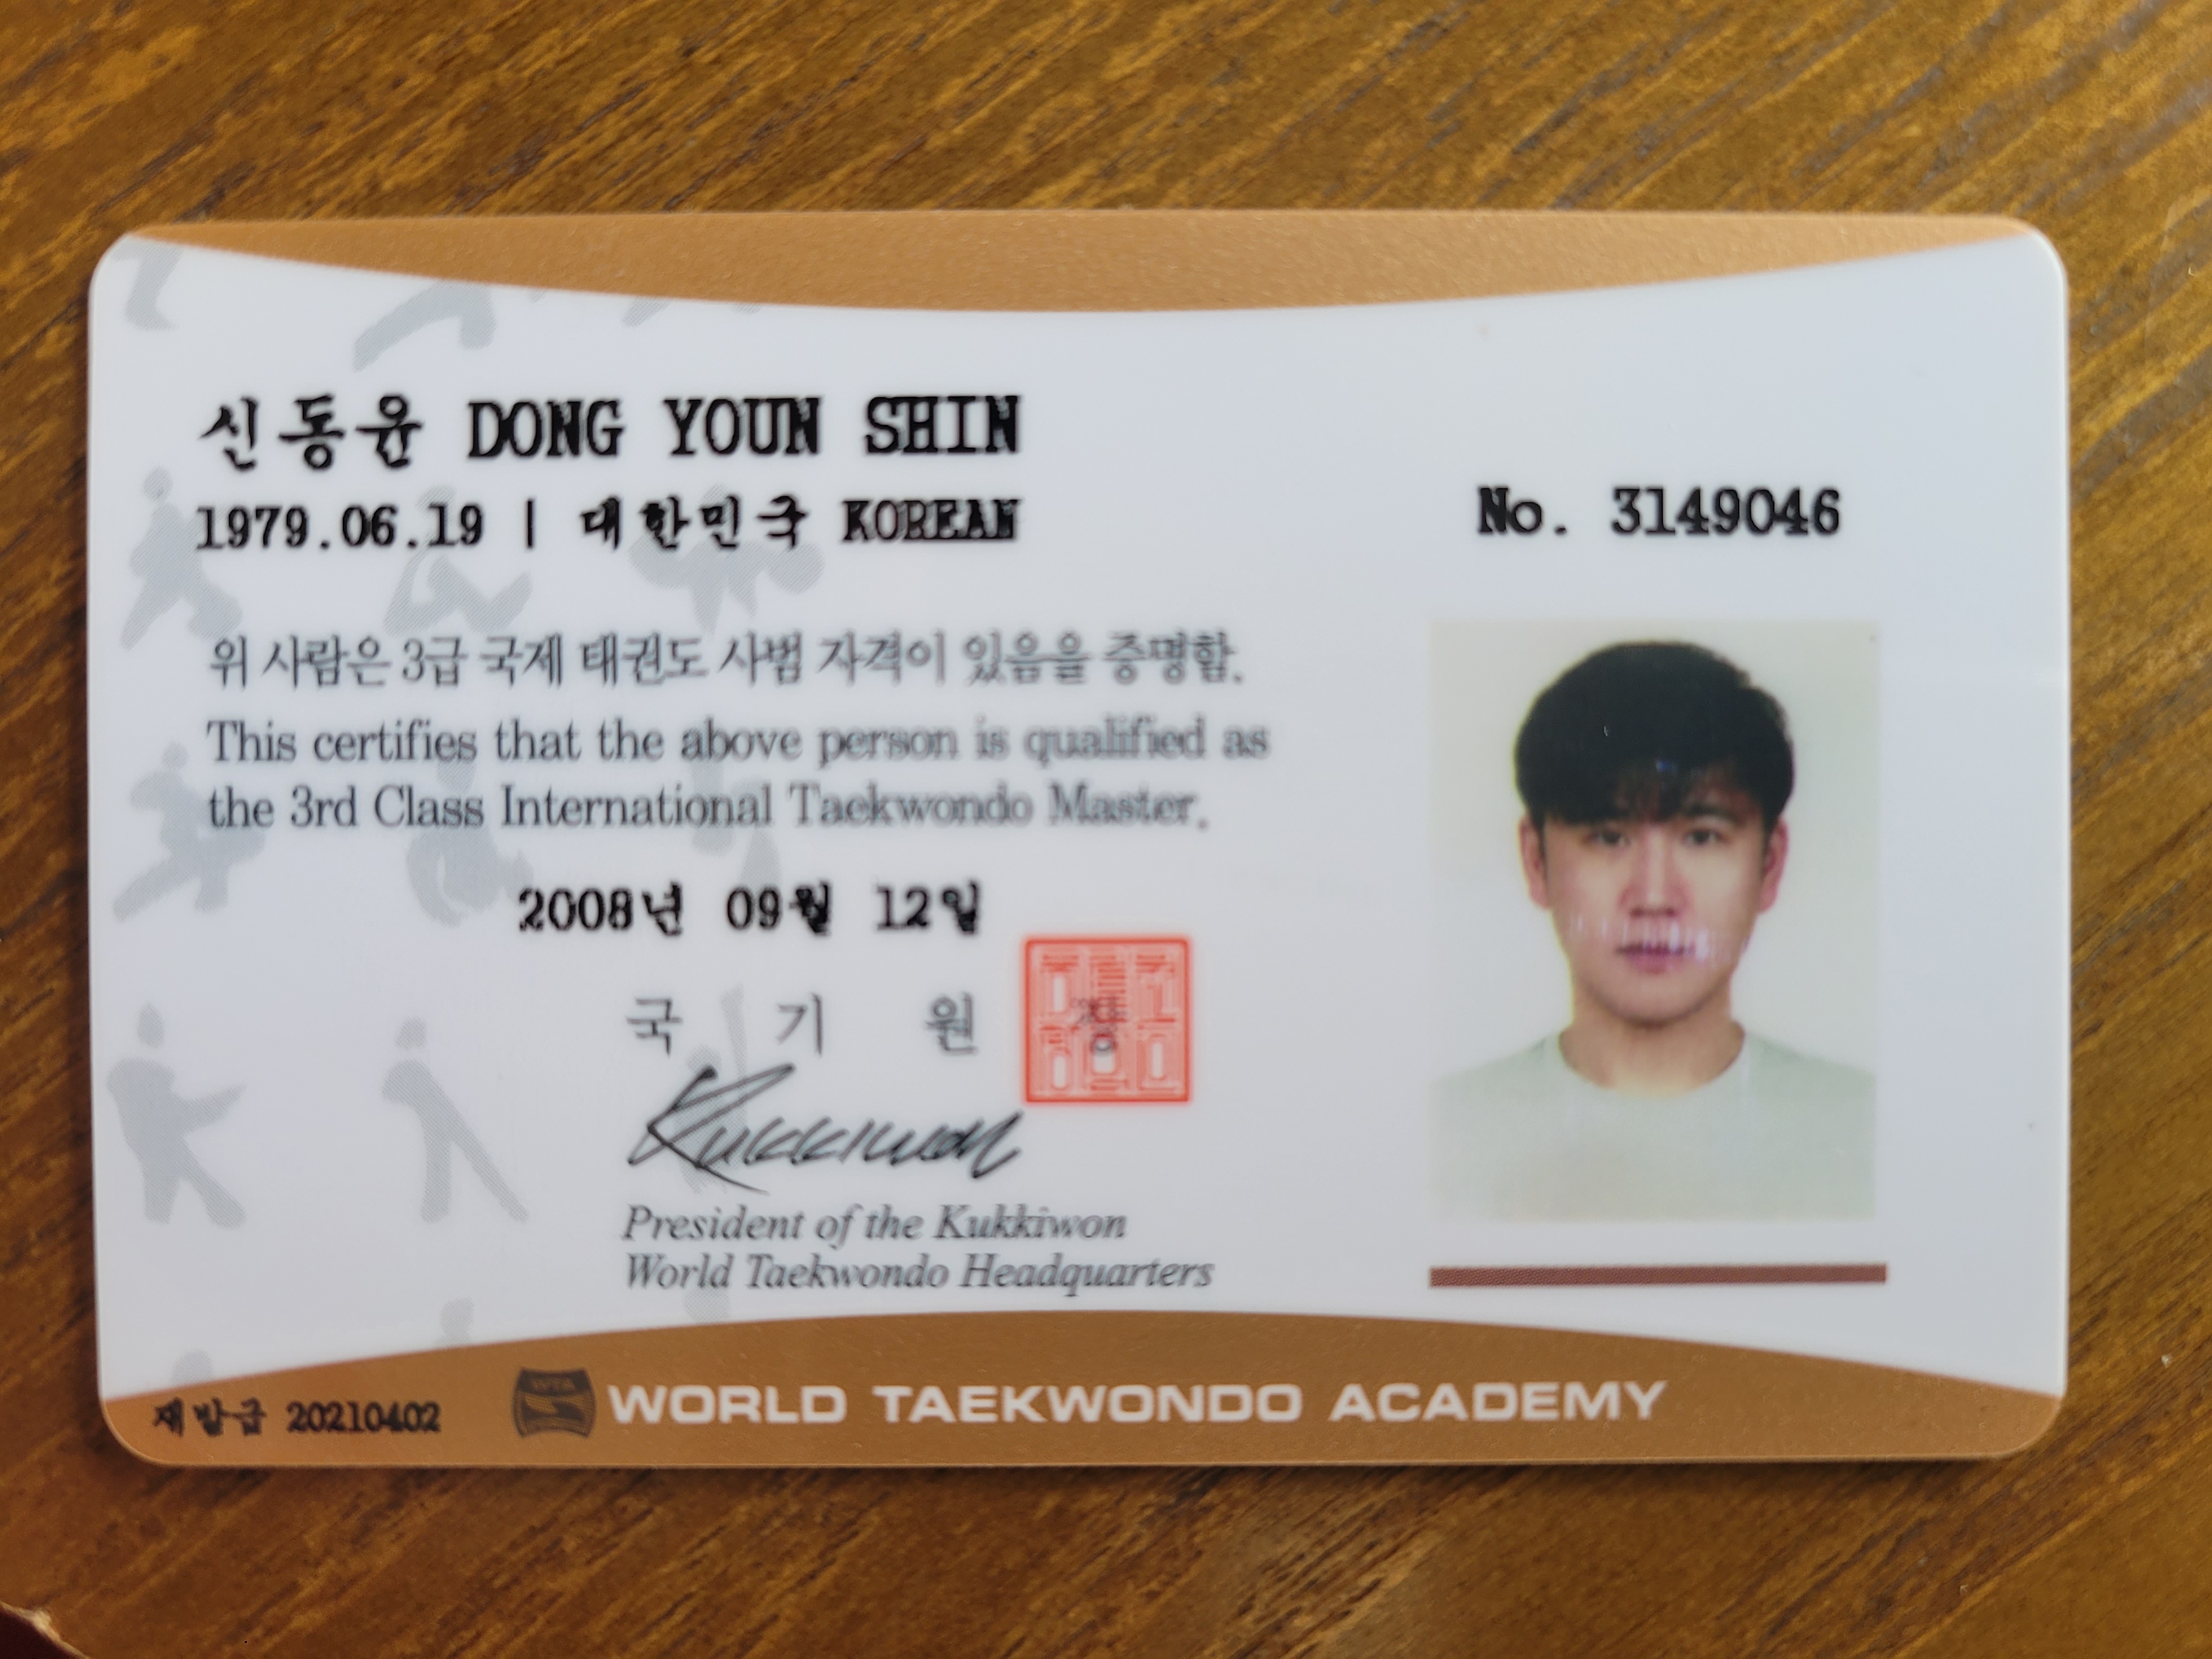 신동윤 DONG YOUN SHIN
1979.06.19 | 대한민국 KOREAN
No. 3149046
위 사람은 3급 국제 태권도 사범 자격이 있음을 증명함.
This certifies that the above person is qualified as
the 3rd Class International Taekwondo Master.
2008년 09월 12일
국 기 원
Kukkiwon
President of the Kukkiwon
World Taekwondo Headquarters
재발급 20210402
WORLD TAEKWONDO ACADEMY